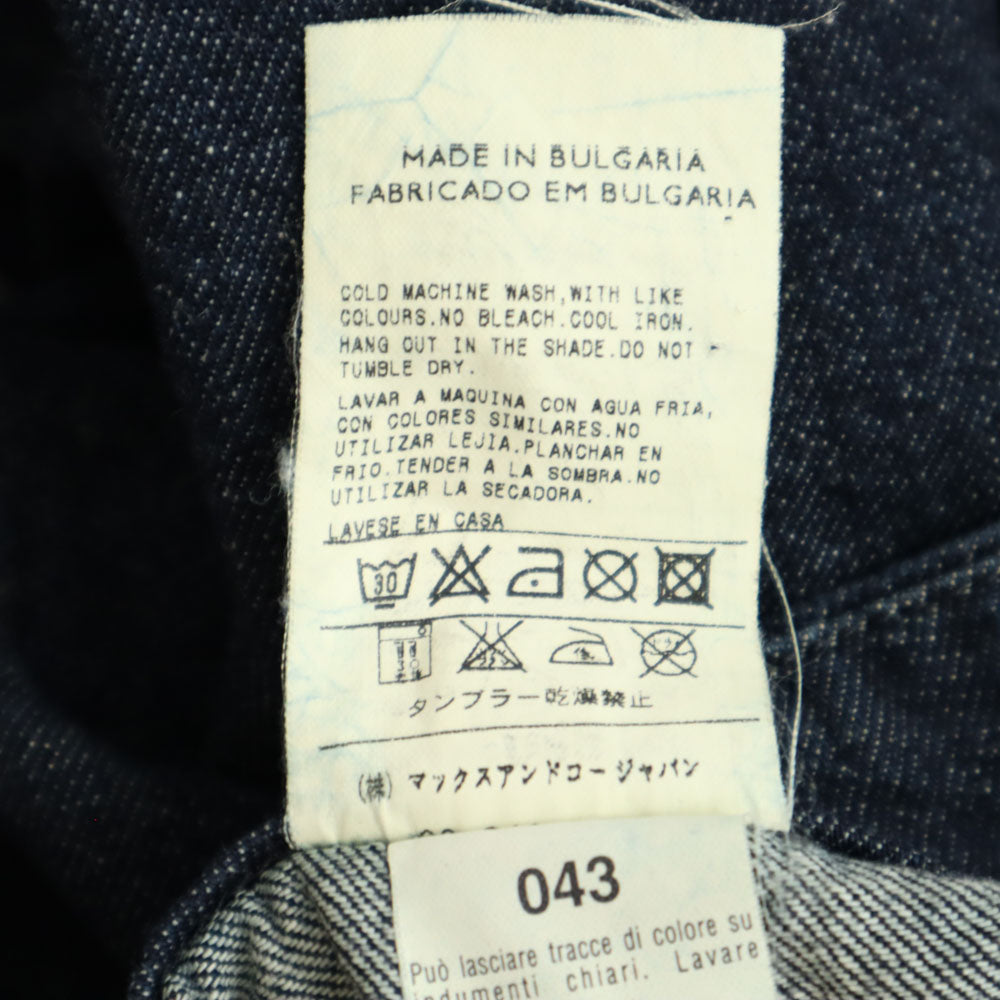 MADE IN BULGARIA
FABRICADO EM BULGARIA
COLD MACHINE WASH,WITH LIKE
COLOURS.NO BLEACH.COOL IRON.
HANG OUT IN THE SHADE.DO NOT
TUMBLE DRY.
LAVAR A MAQUINA CON AGUA FRIA,
CON COLORES SIMILARES.NO
UTILIZAR LEJIA.PLANCHAR EN
FRIO.TENDER A LA SOMBRA.NO
UTILIZAR LA SECADORA.
LAVESE EN CASA
30
タンブラー乾燥禁止
(株) マックスアンドコージャパン
043
Può lasciare tracce di colore su
indumenti chiari. Lavare